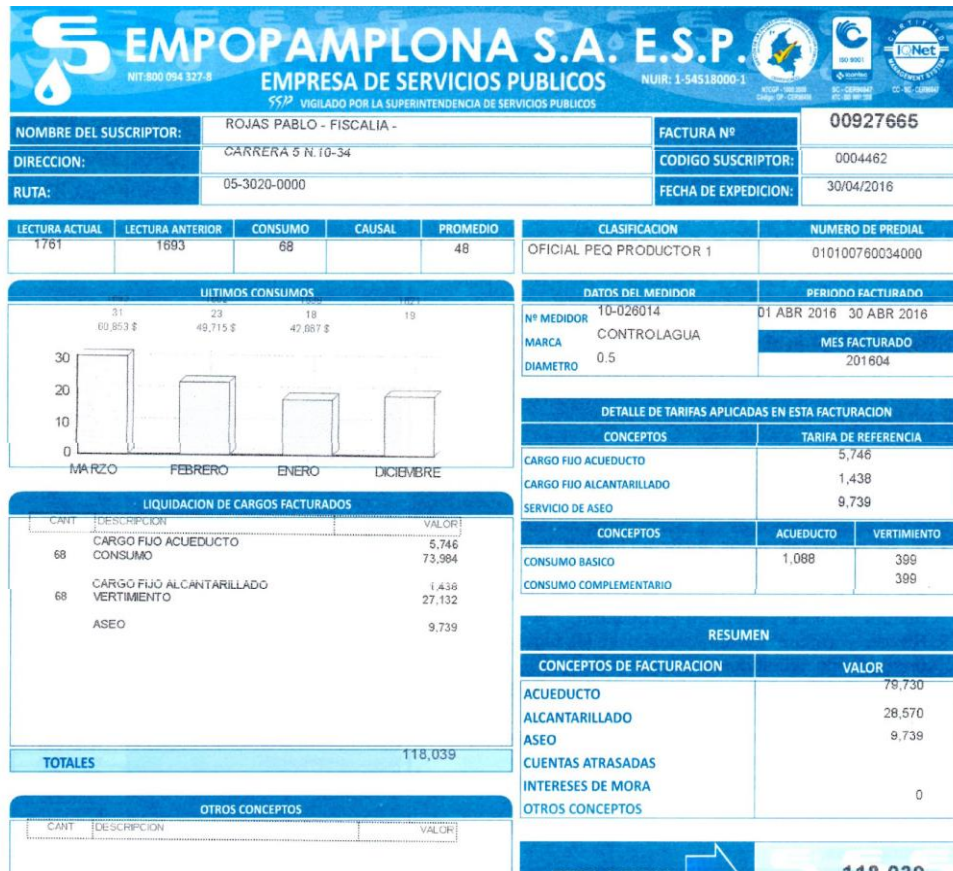 EMPOPAMPLONA S.A. E.S.P.
NIT:800 094 327-8
EMPRESA DE SERVICIOS PUBLICOS
NUIR: 1-54518000-1
SSPP VIGILADO POR LA SUPERINTENDENCIA DE SERVICIOS PUBLICOS
ISO 9001
CERTIFIED
IQNet
MANAGEMENT SYSTEM
NOMBRE DEL SUSCRIPTOR: ROJAS PABLO - FISCALIA -
FACTURA Nº 00927665
DIRECCION: CARRERA 5 N.10-34
CODIGO SUSCRIPTOR: 0004462
RUTA: 05-3020-0000
FECHA DE EXPEDICION: 30/04/2016
LECTURA ACTUAL LECTURA ANTERIOR CONSUMO CAUSAL PROMEDIO
1761 1693 68 48
CLASIFICACION NUMERO DE PREDIAL
OFICIAL PEQ PRODUCTOR 1 010100760034000
ULTIMOS CONSUMOS
31 23 18 19
60,853 $ 49,715 $ 42,887 $
30
20
10
0
MARZO FEBRERO ENERO DICIEMBRE
DATOS DEL MEDIDOR PERIODO FACTURADO
Nº MEDIDOR 10-026014 01 ABR 2016 30 ABR 2016
MARCA CONTROLAGUA
MES FACTURADO
DIAMETRO 0.5 201604
DETALLE DE TARIFAS APLICADAS EN ESTA FACTURACION
CONCEPTOS TARIFA DE REFERENCIA
CARGO FIJO ACUEDUCTO 5,746
CARGO FIJO ALCANTARILLADO 1,438
SERVICIO DE ASEO 9,739
CONCEPTOS ACUEDUCTO VERTIMIENTO
CONSUMO BASICO 1,088 399
CONSUMO COMPLEMENTARIO 399
LIQUIDACION DE CARGOS FACTURADOS
CANT DESCRIPCION VALOR
CARGO FIJO ACUEDUCTO 5,746
68 CONSUMO 73,984
CARGO FIJO ALCANTARILLADO 1,438
68 VERTIMIENTO 27,132
ASEO 9,739
TOTALES 118,039
RESUMEN
CONCEPTOS DE FACTURACION VALOR
ACUEDUCTO 79,730
ALCANTARILLADO 28,570
ASEO 9,739
CUENTAS ATRASADAS
INTERESES DE MORA 0
OTROS CONCEPTOS
OTROS CONCEPTOS
CANT DESCRIPCION VALOR
118,039